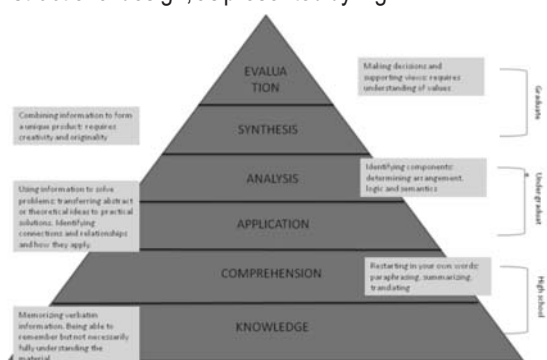 EVALUA
TION
Making decisions and
supporting views: requires
understanding of values
Graduate
Combining information to form
a unique product: requires
creativity and originality
SYNTHESIS
ANALYSIS
Identifying components:
determining arrangement,
logic and semantics
Undergraduat
Using information to solve
problems: transferring abstract
or theoretical ideas to practical
solutions. Identifying
connections and relationships
and how they apply
APPLICATION
COMPREHENSION
Restarting in your own words:
paraphrasing, summarizing,
translating
High school
Memorizing verbatim
information. Being able to
remember but not necessarily
fully understanding the
material
KNOWLEDGE